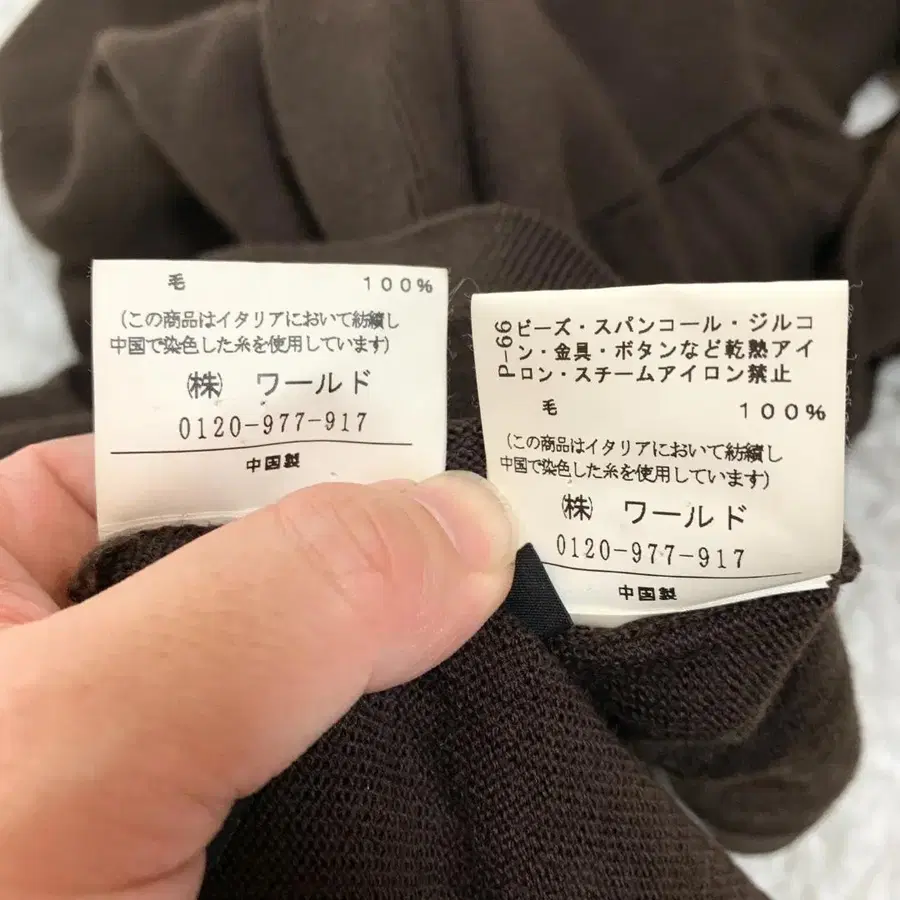 毛 100%
(この商品はイタリアにおいて紡績し
中国で染色した糸を使用しています)
㈱ ワールド
0120-977-917
中国製
P-66
ビーズ・スパンコール・ジルコ
ン・金具・ボタンなど乾熱アイ
ロン・スチームアイロン禁止
毛 100%
(この商品はイタリアにおいて紡績し
中国で染色した糸を使用しています)
㈱ ワールド
0120-977-917
中国製